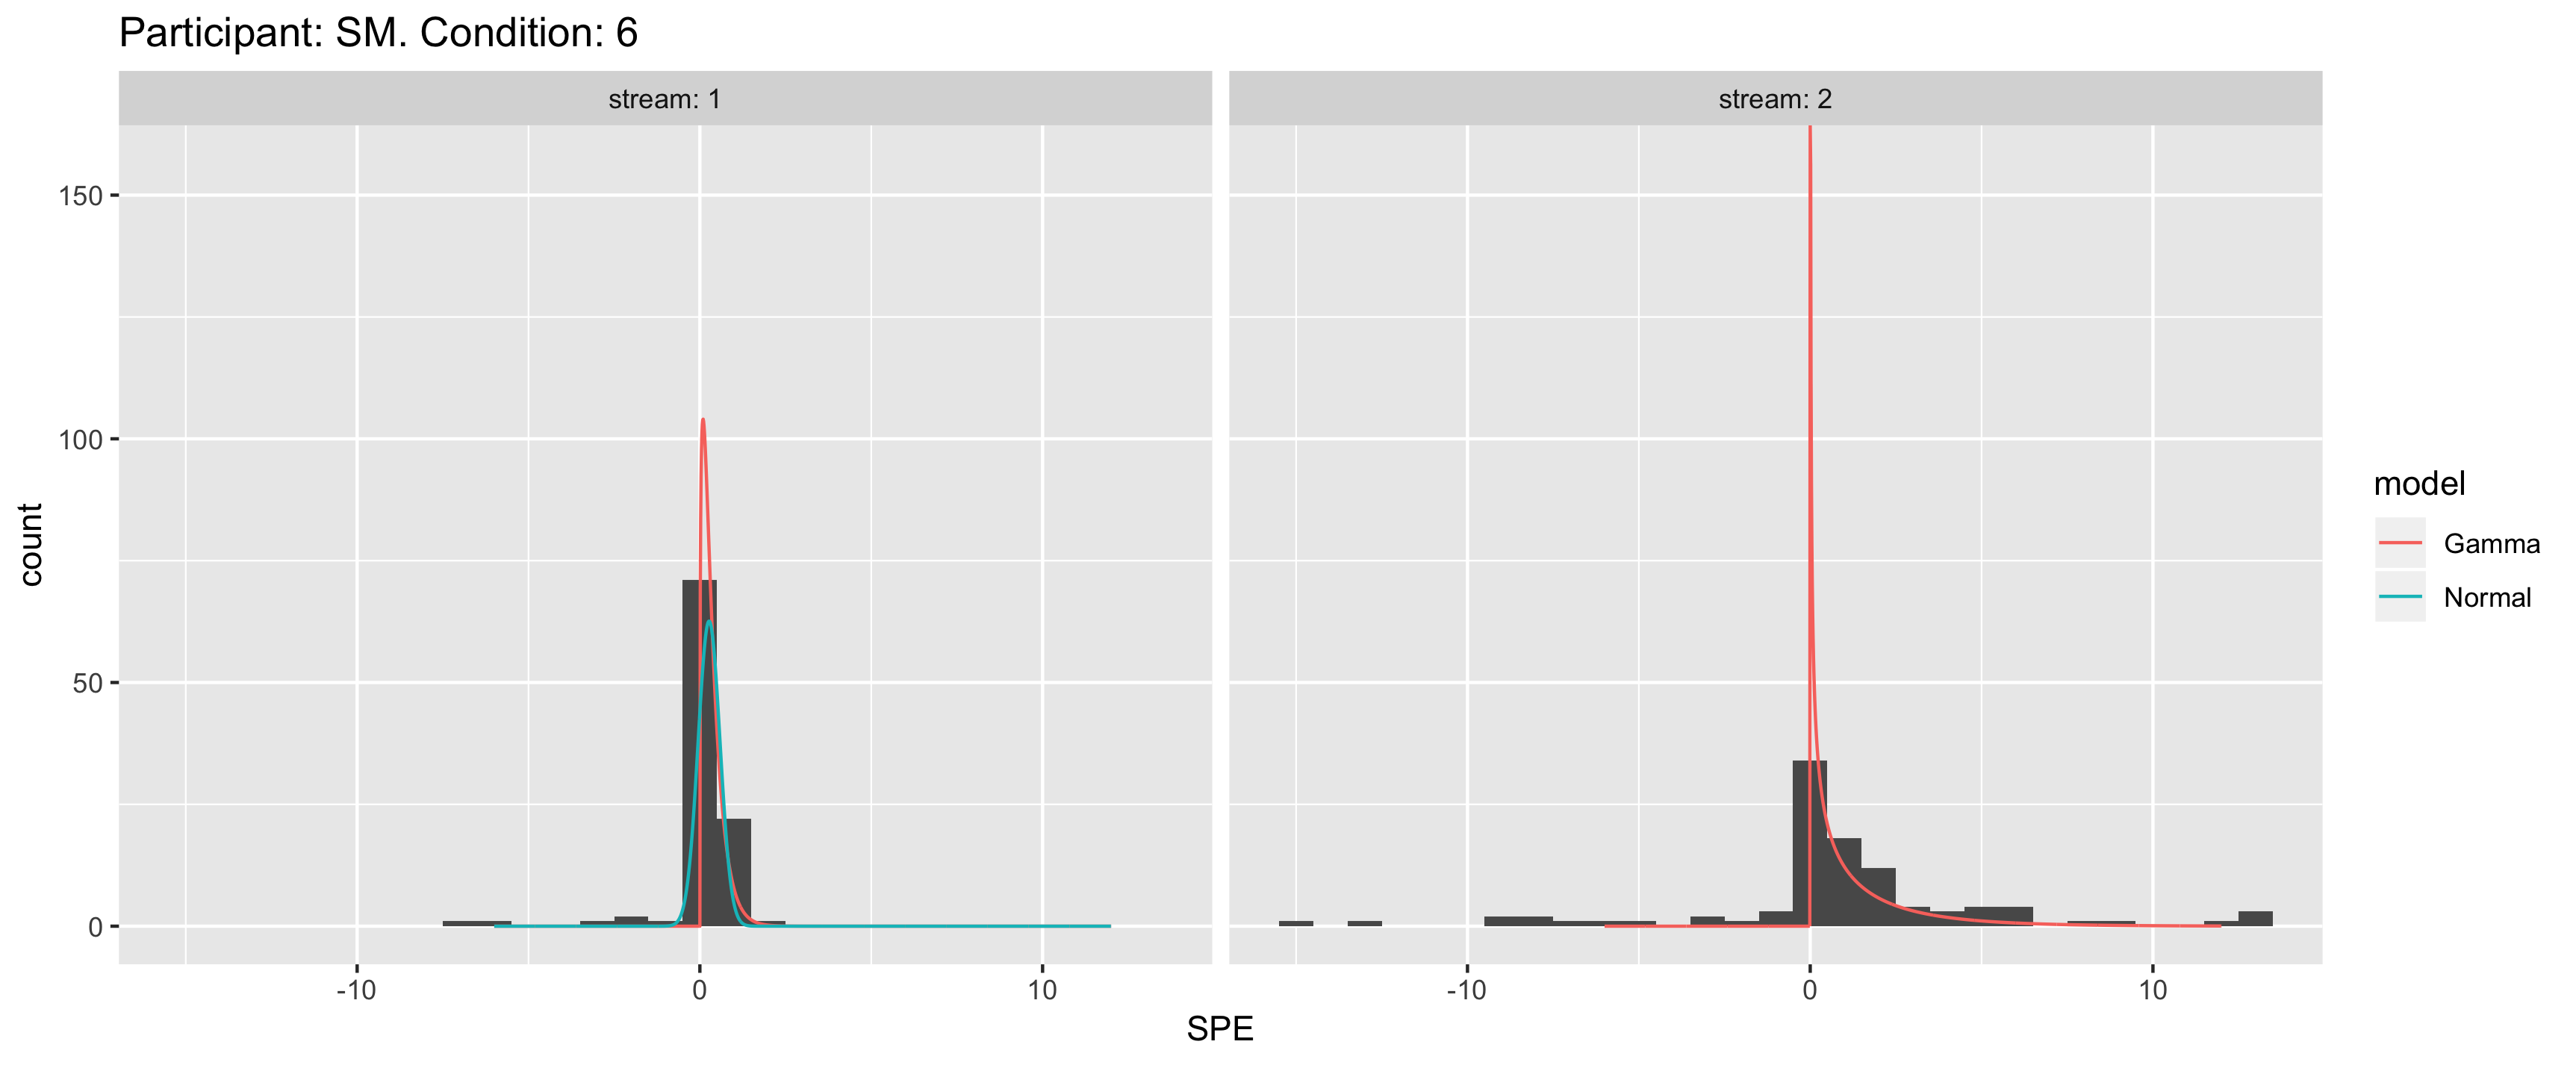 Participant: SM. Condition: 6
stream: 1
stream: 2
150
100
50
0
count
-10
0
10
-10
0
10
SPE
model
Gamma
Normal